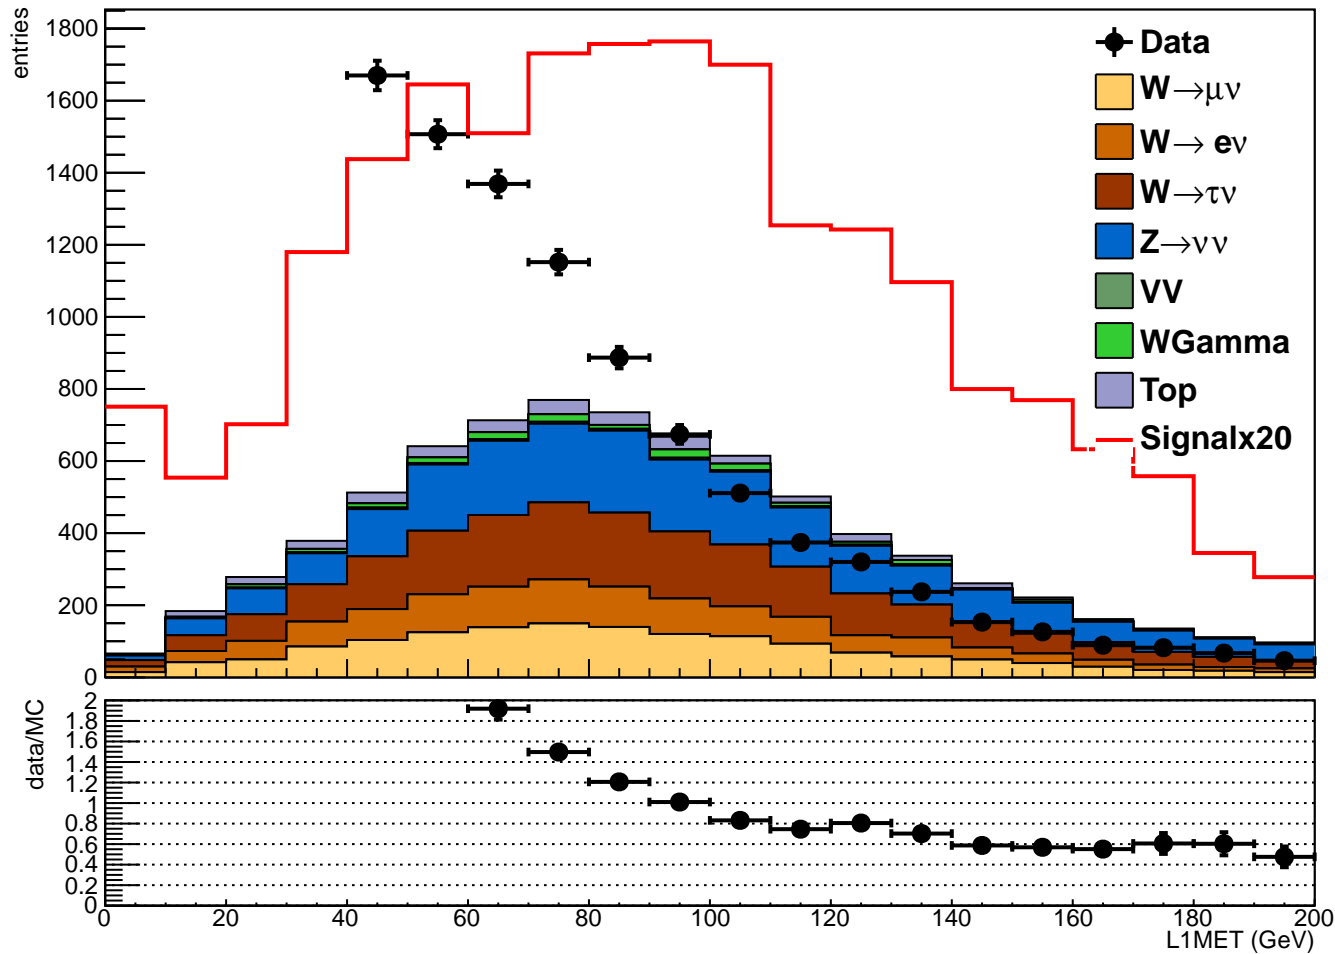 entries
1800
1600
1400
1200
1000
800
600
400
200
0
Data
W→μν
W→ eν
W→τν
Z→νν
VV
WGamma
Top
Signalx20
data/MC
2
1.8
1.6
1.4
1.2
1
0.8
0.6
0.4
0.2
0
0 20 40 60 80 100 120 140 160 180 200
L1MET (GeV)